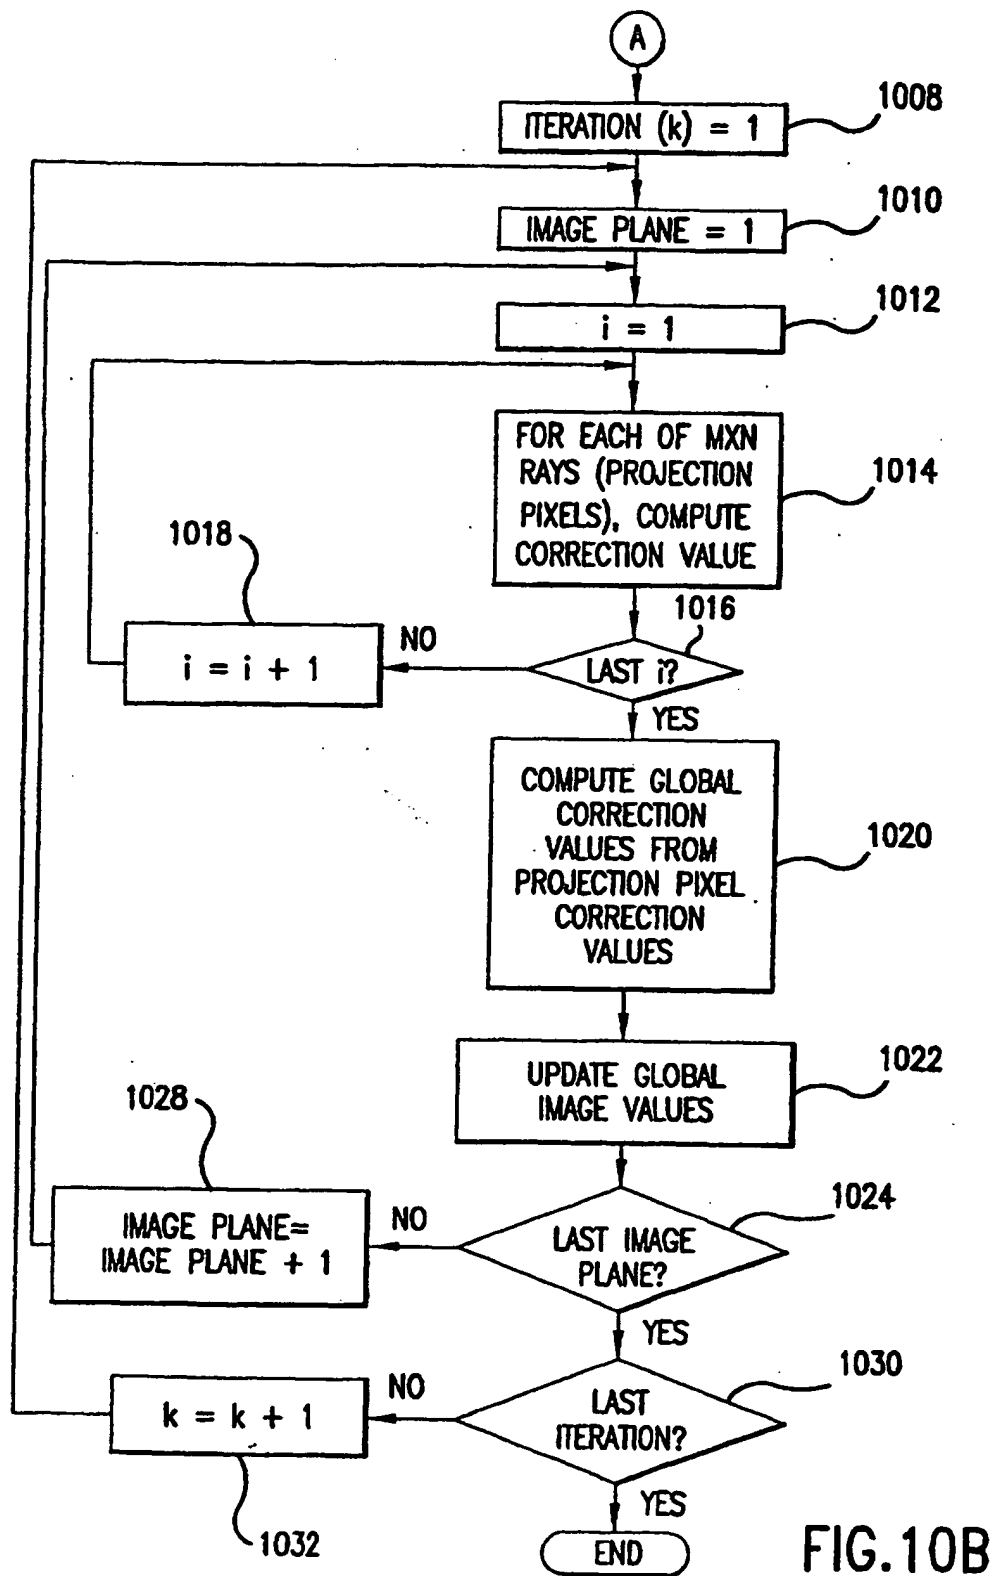 A
ITERATION (k) = 1
1008
IMAGE PLANE = 1
1010
i = 1
1012
FOR EACH OF MXN
RAYS (PROJECTION
PIXELS), COMPUTE
CORRECTION VALUE
1014
1018
i = i + 1
NO
1016
LAST i?
YES
COMPUTE GLOBAL
CORRECTION
VALUES FROM
PROJECTION PIXEL
CORRECTION
VALUES
1020
UPDATE GLOBAL
IMAGE VALUES
1022
1028
IMAGE PLANE=
IMAGE PLANE + 1
NO
LAST IMAGE
PLANE?
1024
YES
k = k + 1
1032
NO
LAST
ITERATION?
1030
YES
END
FIG.10B